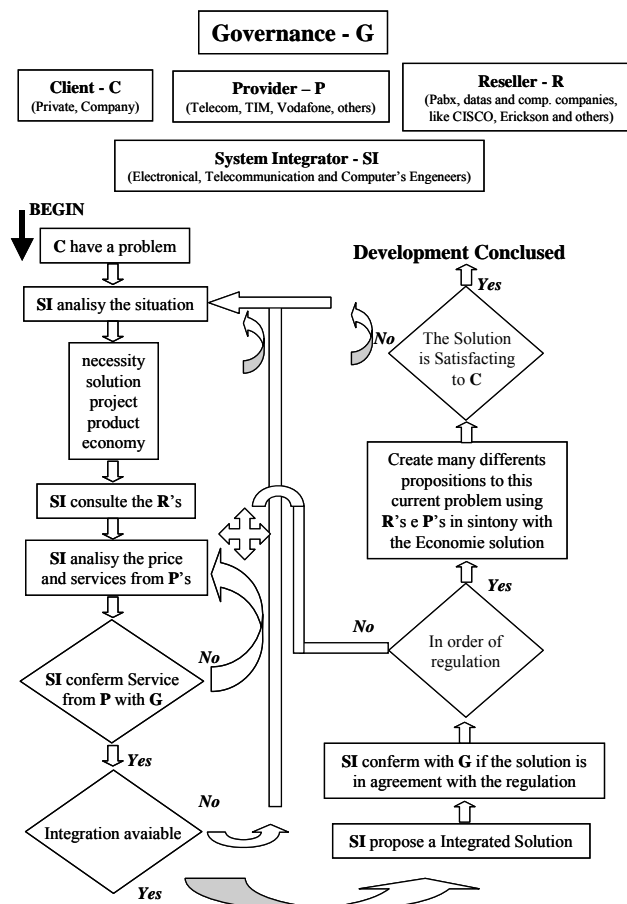 Governance - G
Client - C
(Private, Company)
Provider – P
(Telecom, TIM, Vodafone, others)
Reseller - R
(Pabx, datas and comp. companies,
like CISCO, Erickson and others)
System Integrator - SI
(Electronical, Telecommunication and Computer's Engeneers)
BEGIN
C have a problem
SI analisy the situation
necessity
solution
project
product
economy
SI consulte the R's
SI analisy the price
and services from P's
No
SI conferm Service
from P with G
Yes
No
Integration avaiable
Yes
Development Conclused
Yes
No
The Solution
is Satisfacting
to C
Create many differents
propositions to this
current problem using
R's e P's in sintony with
the Economie solution
Yes
No
In order of
regulation
SI conferm with G if the solution is
in agreement with the regulation
SI propose a Integrated Solution